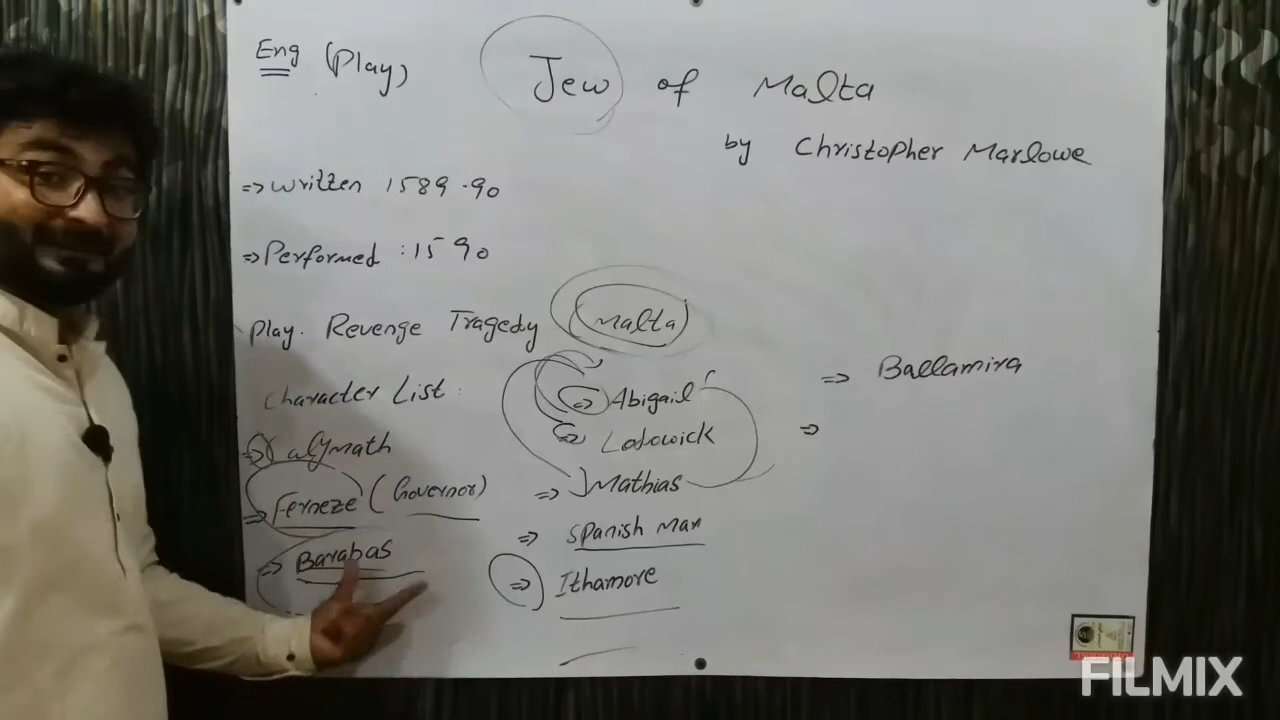 Eng (Play) Jew of Malta
by Christopher Marlowe
=> written 1589-90
=> Performed : 1590
Play. Revenge Tragedy (Malta)
Character List :
=> Calymath
=> Ferneze (Governor)
=> Barabas
=> Abigail
=> Lodowick
=> Mathias
=> Spanish Man
=> Ithamore
=> Ballamira
=>
FILMIX